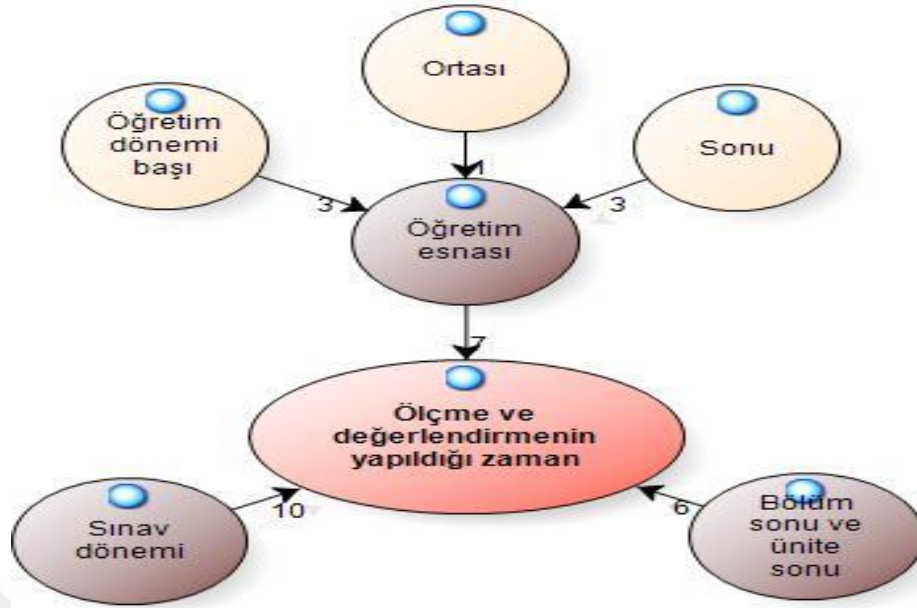 Ortası
Öğretim
dönemi
başı
Sonu
3
1
3
Öğretim
esnası
7
Ölçme ve
değerlendirmenin
yapıldığı zaman
10
6
Sınav
dönemi
Bölüm
sonu ve
ünite
sonu